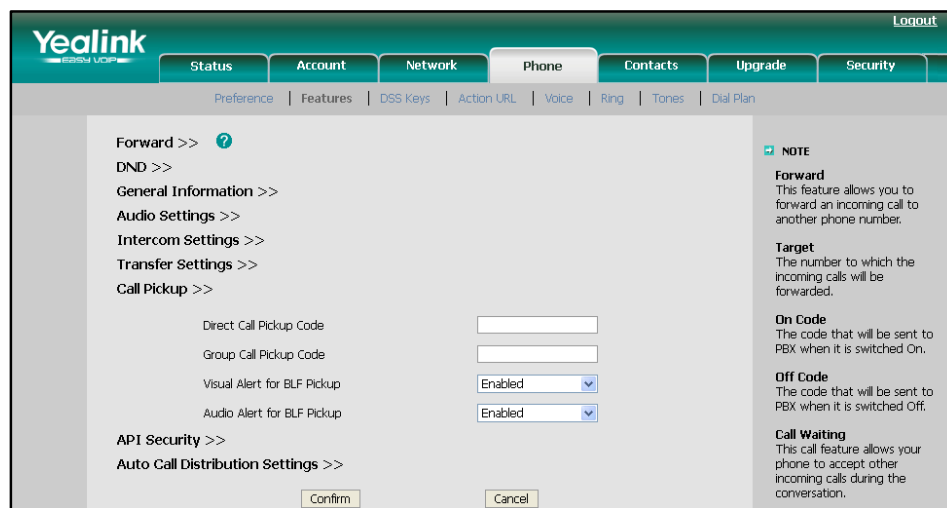 Logout
Yealink
EASY VOIP
Status Account Network Phone Contacts Upgrade Security
Preference | Features | DSS Keys | Action URL | Voice | Ring | Tones | Dial Plan
Forward >> ?
DND >>
General Information >>
Audio Settings >>
Intercom Settings >>
Transfer Settings >>
Call Pickup >>
Direct Call Pickup Code
Group Call Pickup Code
Visual Alert for BLF Pickup Enabled
Audio Alert for BLF Pickup Enabled
API Security >>
Auto Call Distribution Settings >>
Confirm Cancel
NOTE
Forward
This feature allows you to
forward an incoming call to
another phone number.
Target
The number to which the
incoming calls will be
forwarded.
On Code
The code that will be sent to
PBX when it is switched On.
Off Code
The code that will be sent to
PBX when it is switched Off.
Call Waiting
This call feature allows your
phone to accept other
incoming calls during the
conversation.